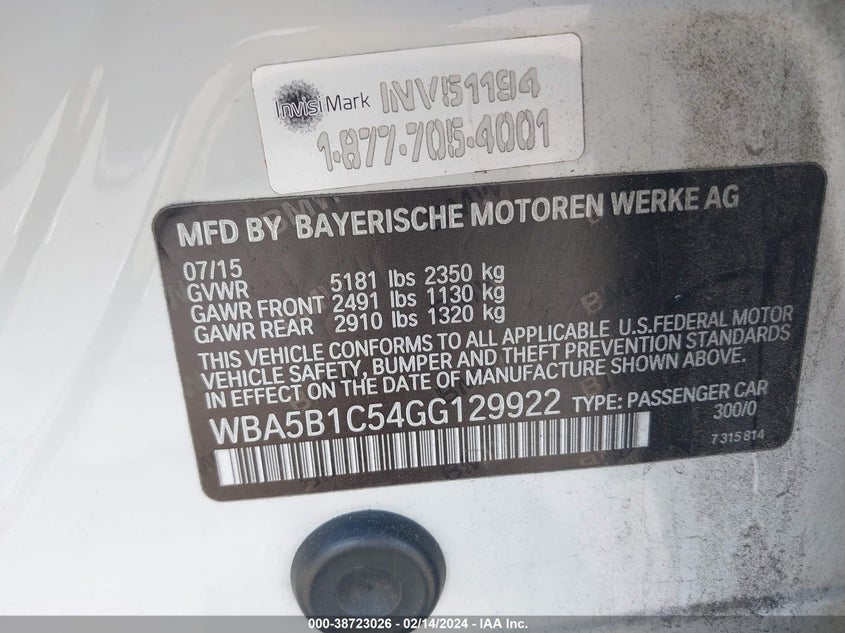 InvisiMark INV51194
1-877-705-4001
MFD BY BAYERISCHE MOTOREN WERKE AG
07/15
GVWR 5181 lbs 2350 kg
GAWR FRONT 2491 lbs 1130 kg
GAWR REAR 2910 lbs 1320 kg
THIS VEHICLE CONFORMS TO ALL APPLICABLE U.S.FEDERAL MOTOR
VEHICLE SAFETY, BUMPER AND THEFT PREVENTION STANDARDS
IN EFFECT ON THE DATE OF MANUFACTURE SHOWN ABOVE.
WBA5B1C54GG129922 TYPE: PASSENGER CAR
300/0
7315814
000-38723026 - 02/14/2024 - IAA Inc.